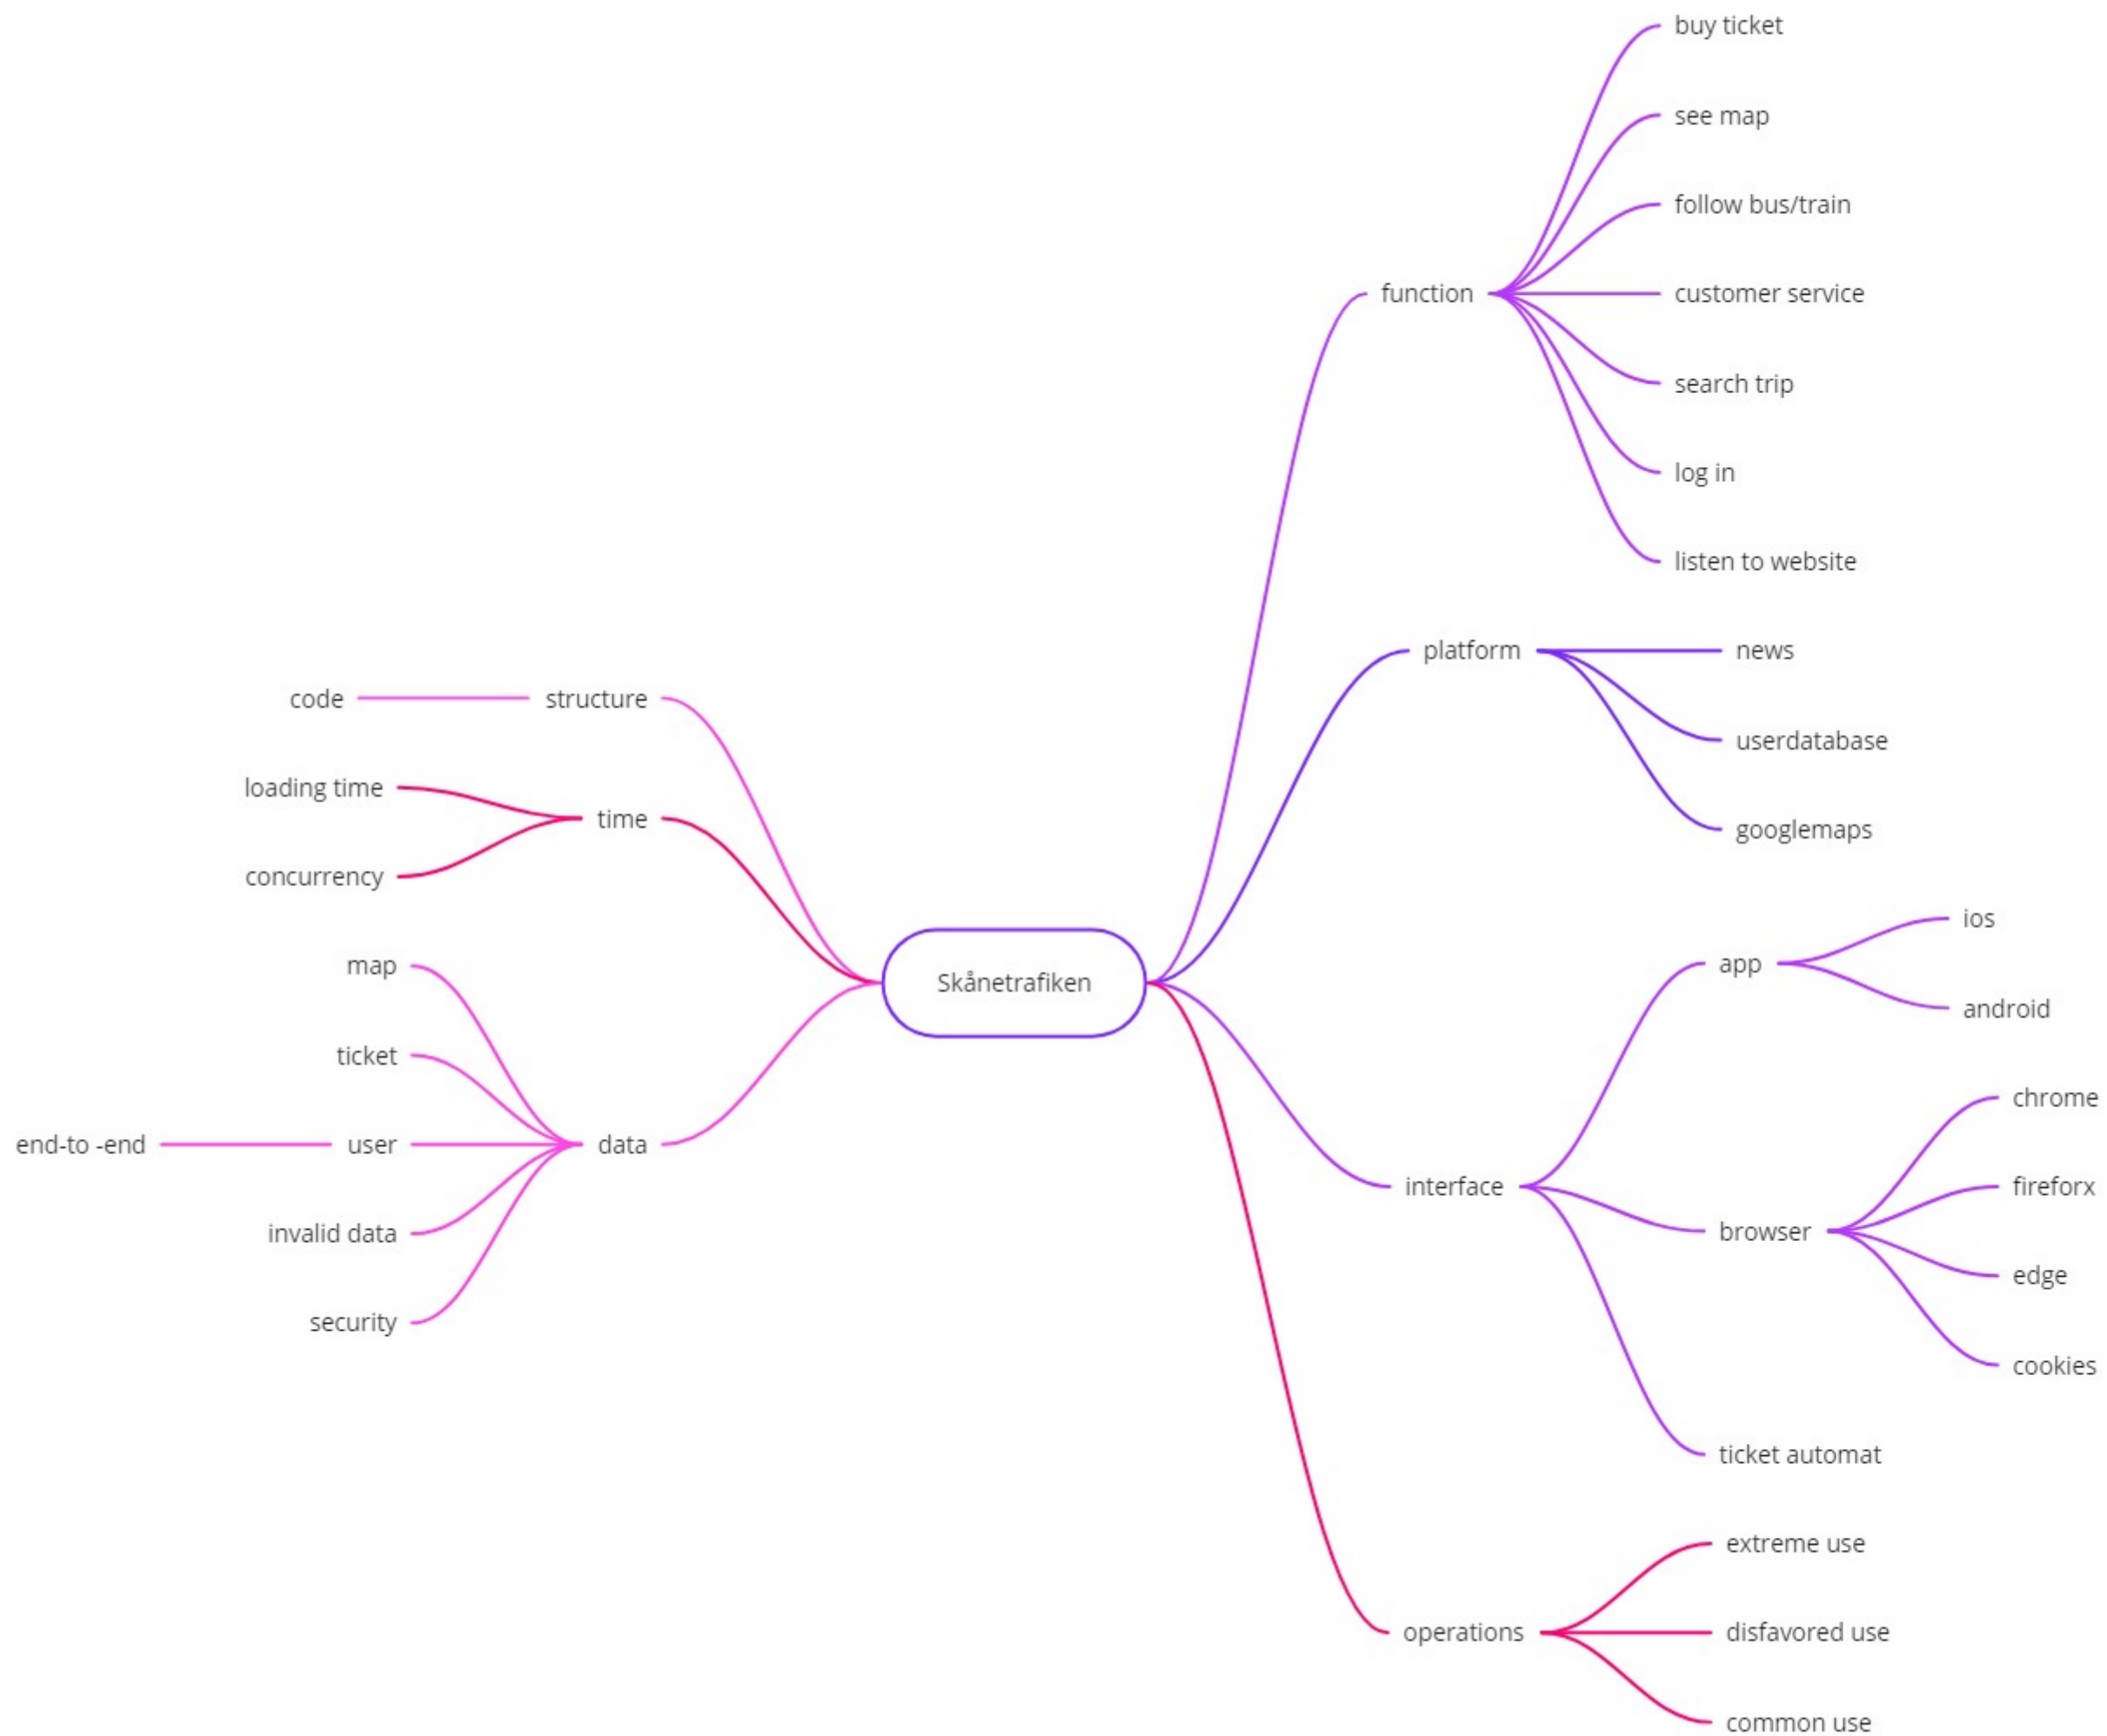 buy ticket
see map
follow bus/train
function
customer service
search trip
log in
listen to website
platform
news
userdatabase
googlemaps
code
structure
loading time
time
concurrency
map
ticket
end-to -end
user
data
invalid data
security
Skånetrafiken
interface
app
ios
android
browser
chrome
fireforx
edge
cookies
ticket automat
operations
extreme use
disfavored use
common use